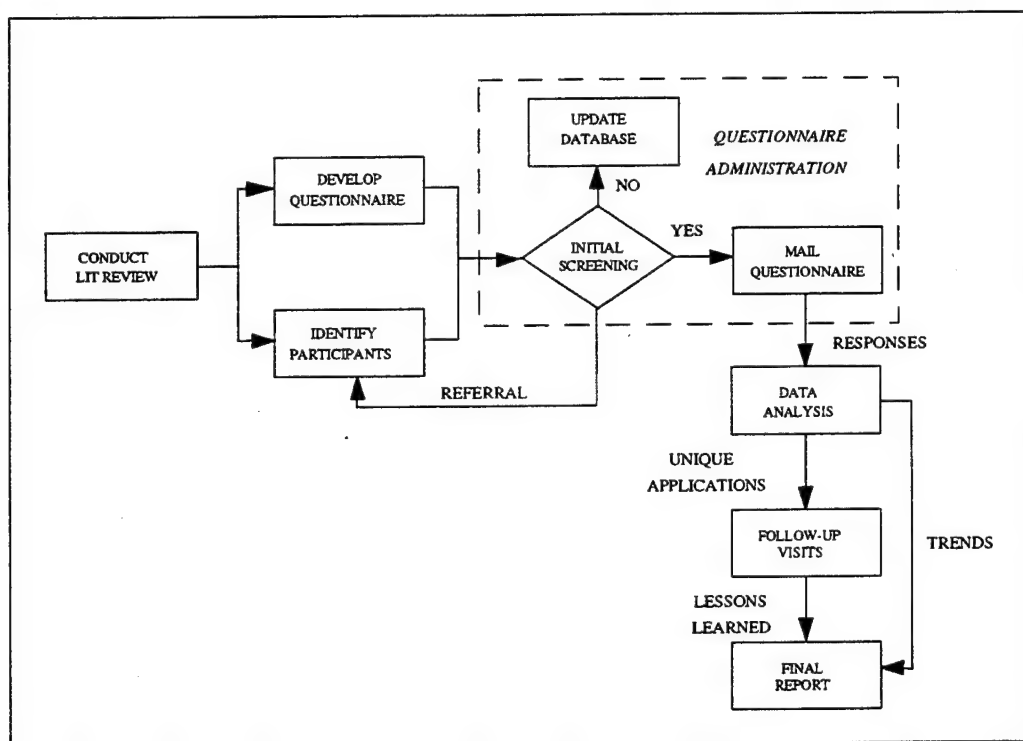 UPDATE
DATABASE
QUESTIONNAIRE
ADMINISTRATION
NO
DEVELOP
QUESTIONNAIRE
YES
CONDUCT
LIT REVIEW
INITIAL
SCREENING
MAIL
QUESTIONNAIRE
IDENTIFY
PARTICIPANTS
RESPONSES
REFERRAL
DATA
ANALYSIS
UNIQUE
APPLICATIONS
FOLLOW-UP
VISITS
TRENDS
LESSONS
LEARNED
FINAL
REPORT